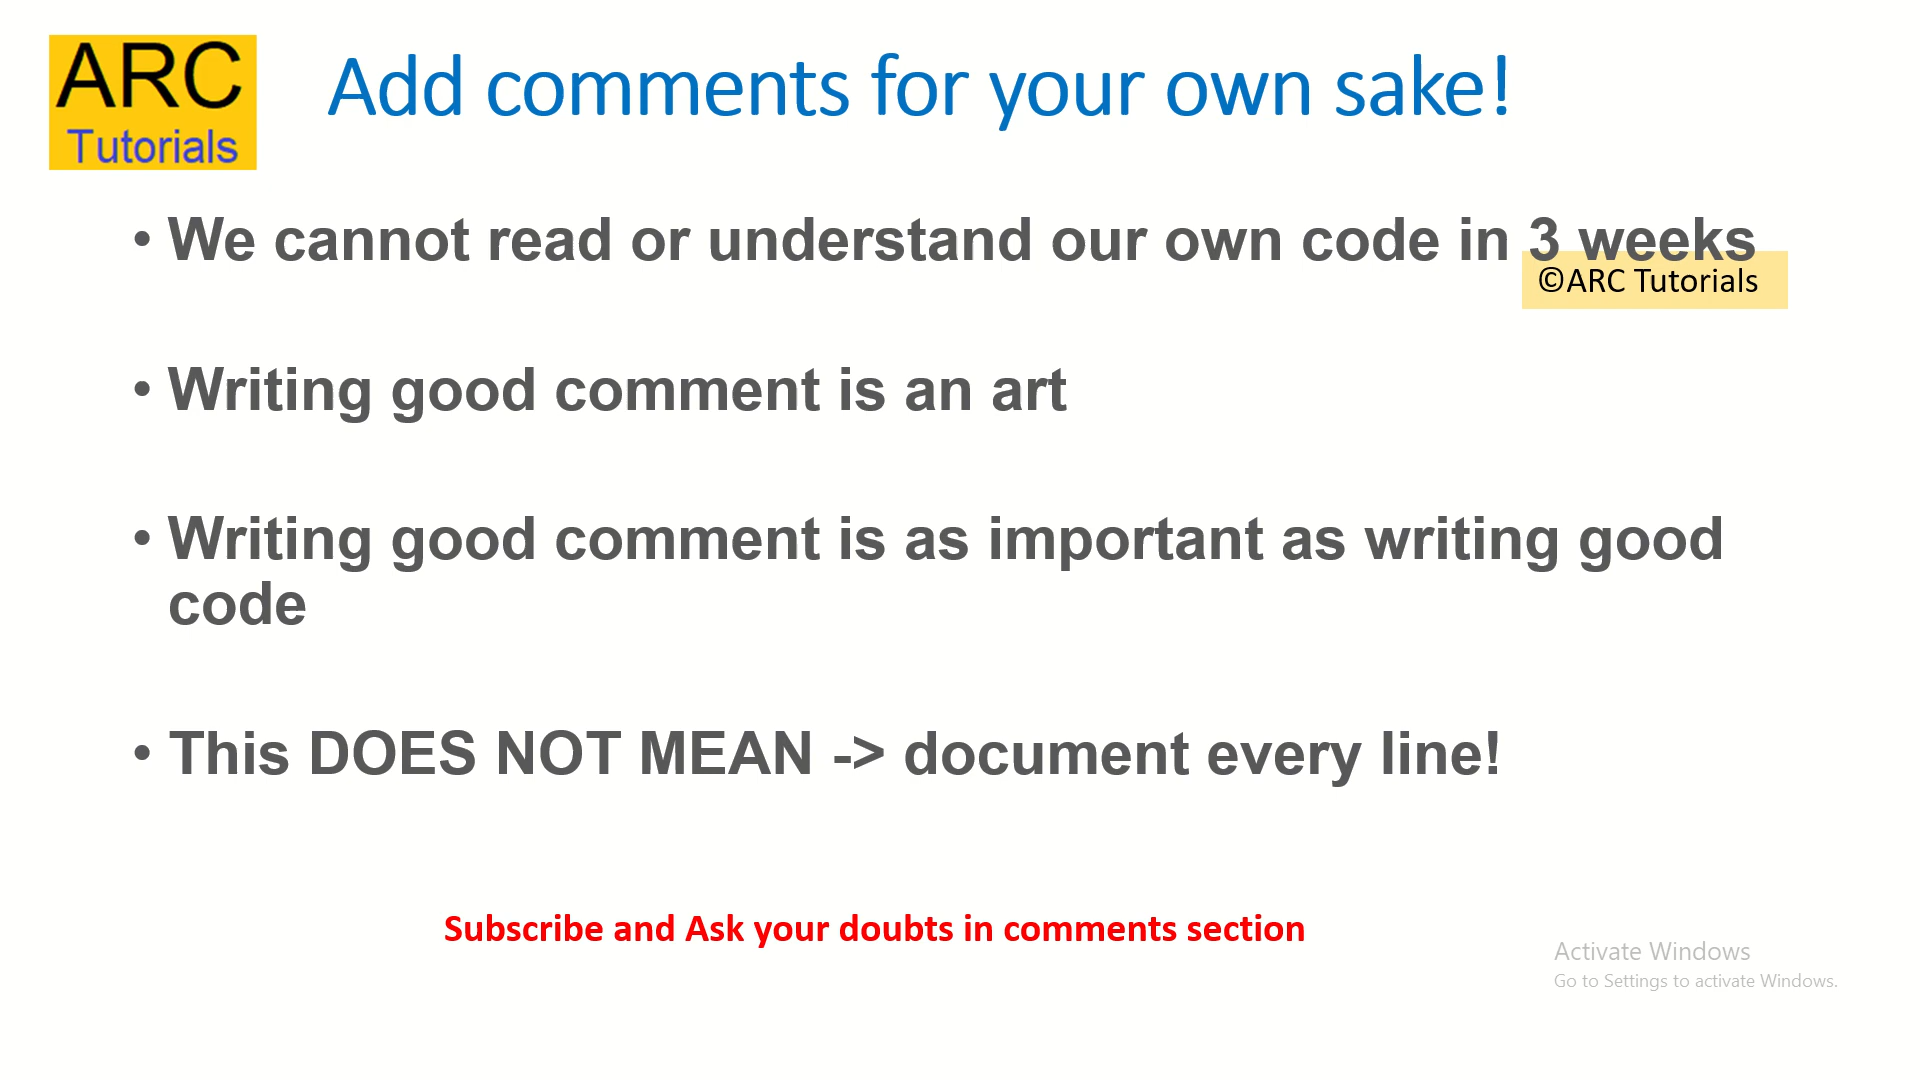 ARC
Tutorials
Add comments for your own sake!
• We cannot read or understand our own code in 3 weeks
©ARC Tutorials
• Writing good comment is an art
• Writing good comment is as important as writing good
code
• This DOES NOT MEAN -> document every line!
Subscribe and Ask your doubts in comments section
Activate Windows
Go to Settings to activate Windows.